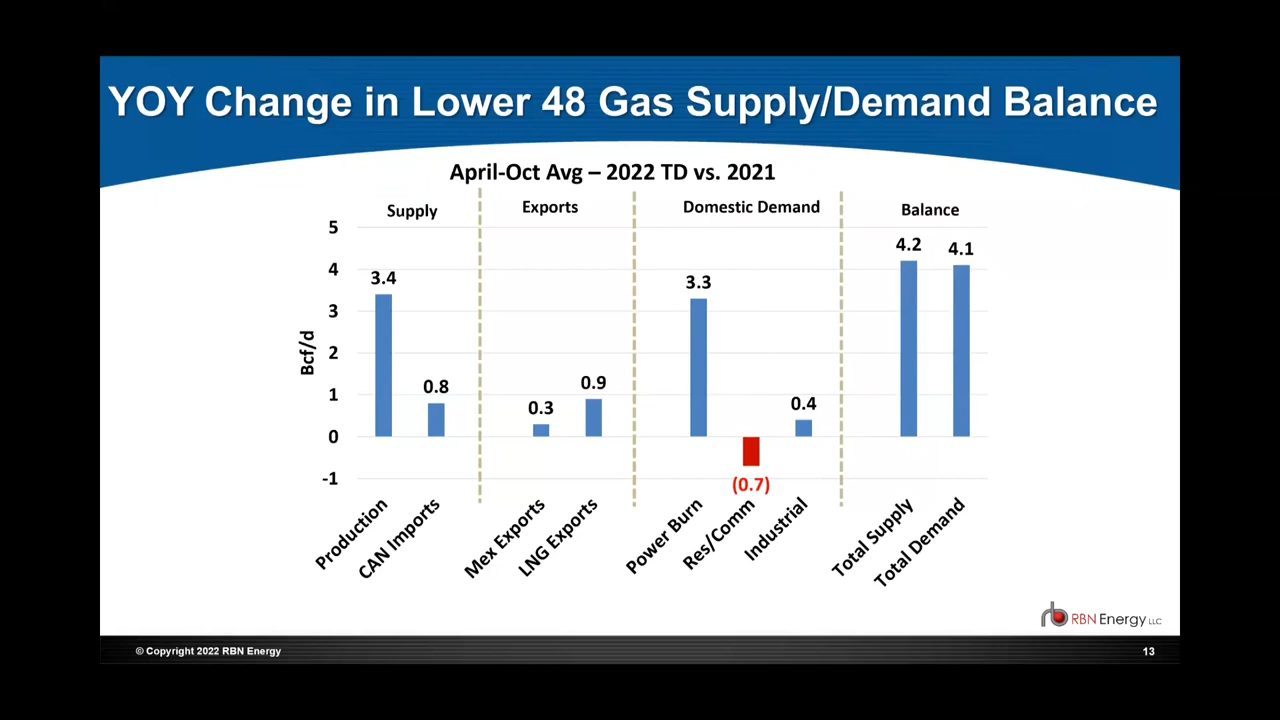 YOY Change in Lower 48 Gas Supply/Demand Balance
April-Oct Avg – 2022 TD vs. 2021
Supply
Exports
Domestic Demand
Balance
Bcf/d
5
4
3
2
1
0
-1
3.4
0.8
0.3
0.9
3.3
(0.7)
0.4
4.2
4.1
Production
CAN Imports
Mex Exports
LNG Exports
Power Burn
Res/Comm
Industrial
Total Supply
Total Demand
RBN Energy LLC
© Copyright 2022 RBN Energy
13